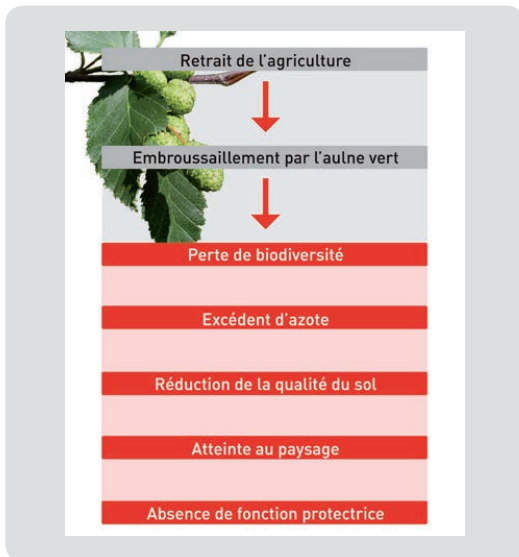 Retrait de l'agriculture
Embroussaillement par l'aulne vert
Perte de biodiversité
Excédent d'azote
Réduction de la qualité du sol
Atteinte au paysage
Absence de fonction protectrice